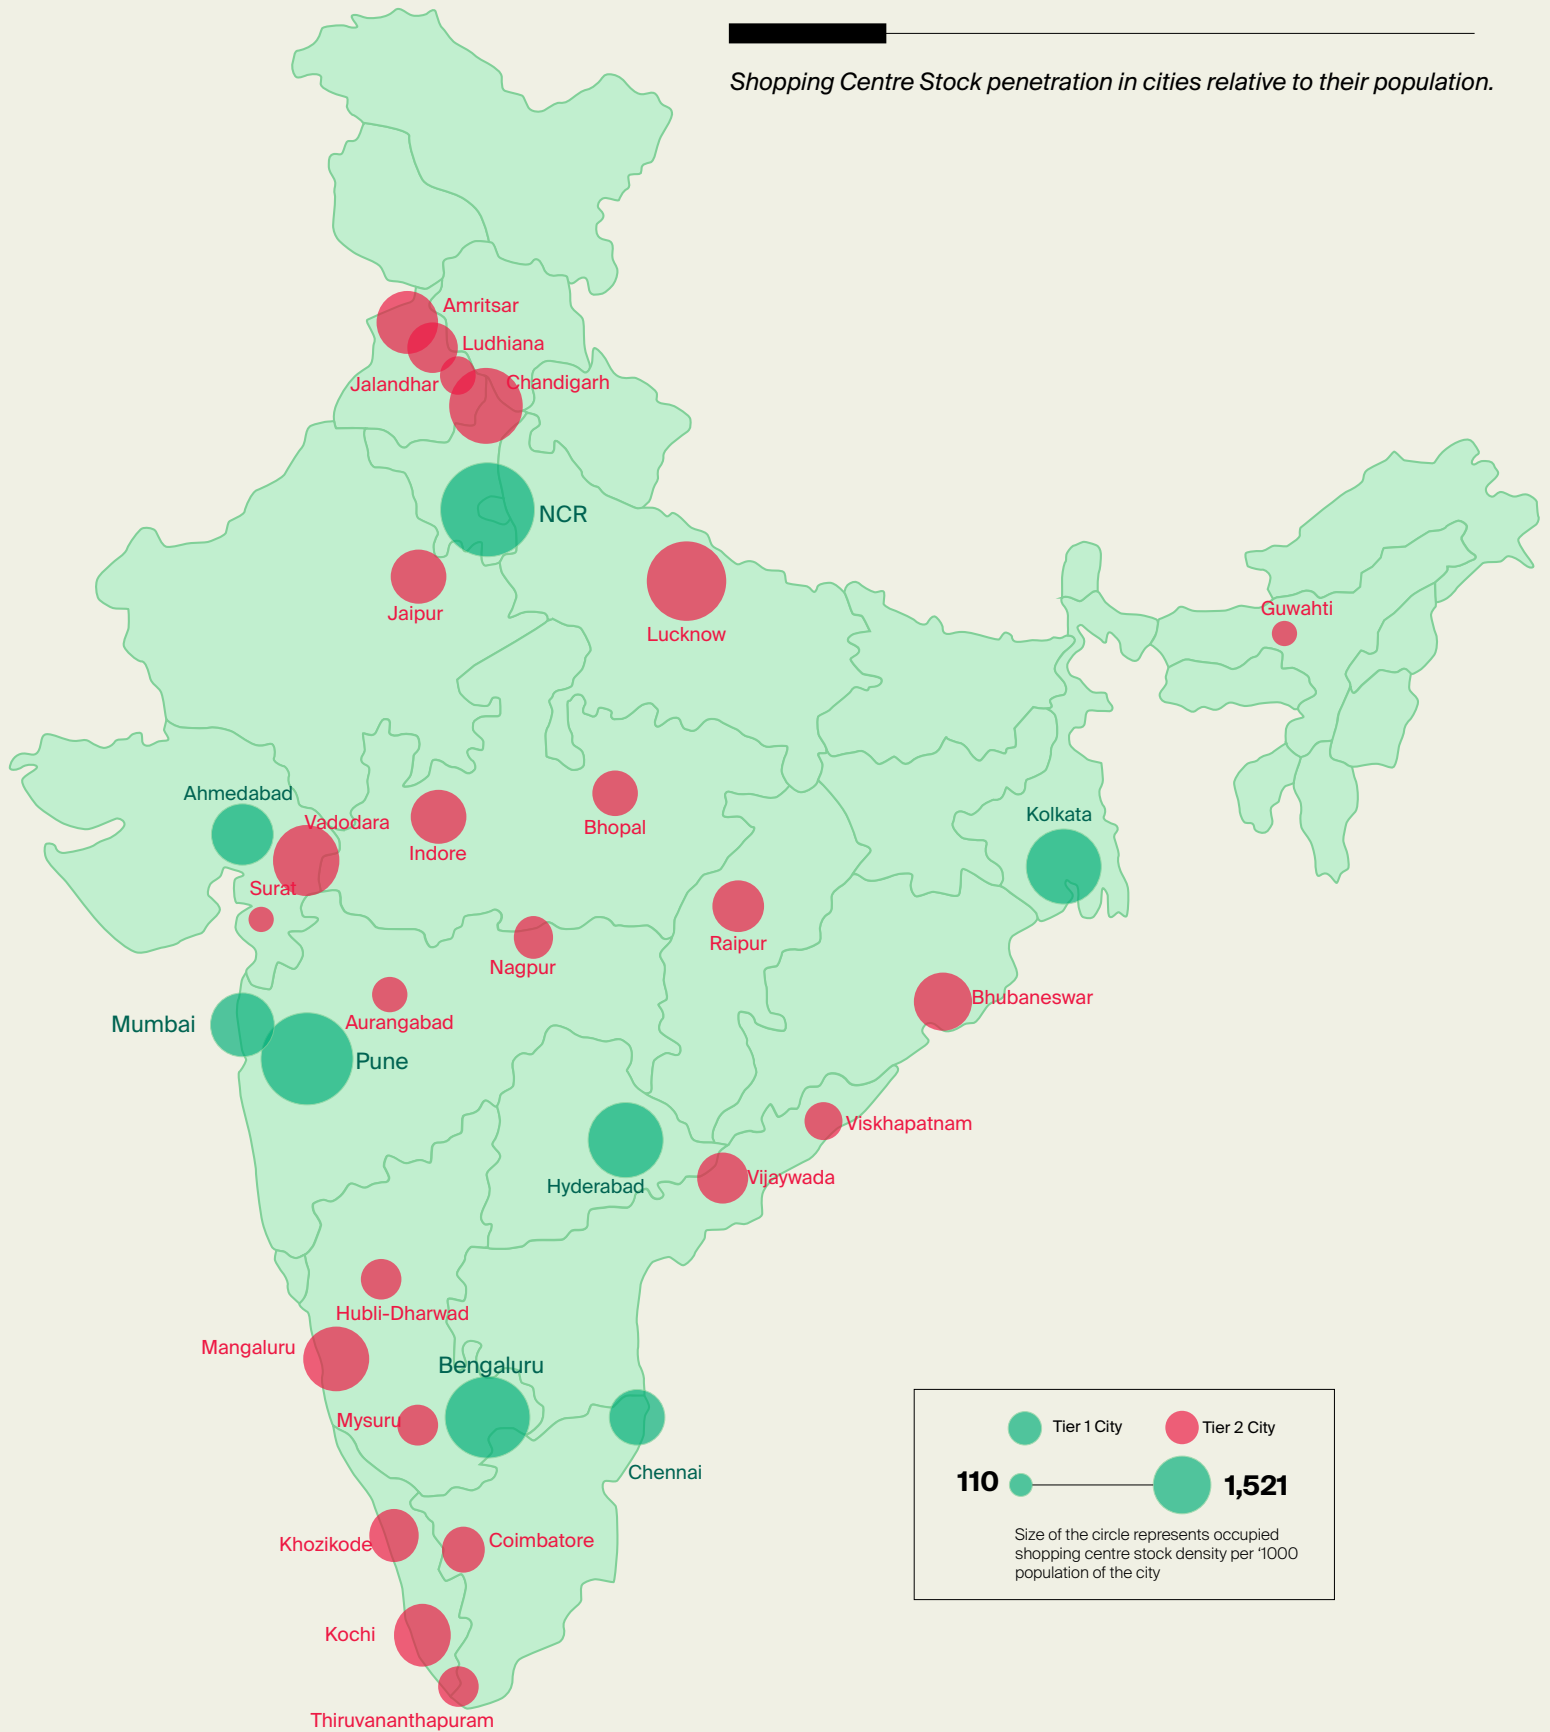 Shopping Centre Stock penetration in cities relative to their population.
Amritsar
Ludhiana
Jalandhar
Chandigarh
NCR
Jaipur
Lucknow
Guwahti
Ahmedabad
Vadodara
Indore
Bhopal
Kolkata
Surat
Nagpur
Raipur
Mumbai
Aurangabad
Bhubaneswar
Pune
Viskhapatnam
Hyderabad
Vijaywada
Hubli-Dharwad
Mangaluru
Bengaluru
Mysuru
Chennai
Khozikode
Coimbatore
Kochi
Thiruvananthapuram
Tier 1 City
Tier 2 City
110
1,521
Size of the circle represents occupied
shopping centre stock density per ‘1000
population of the city